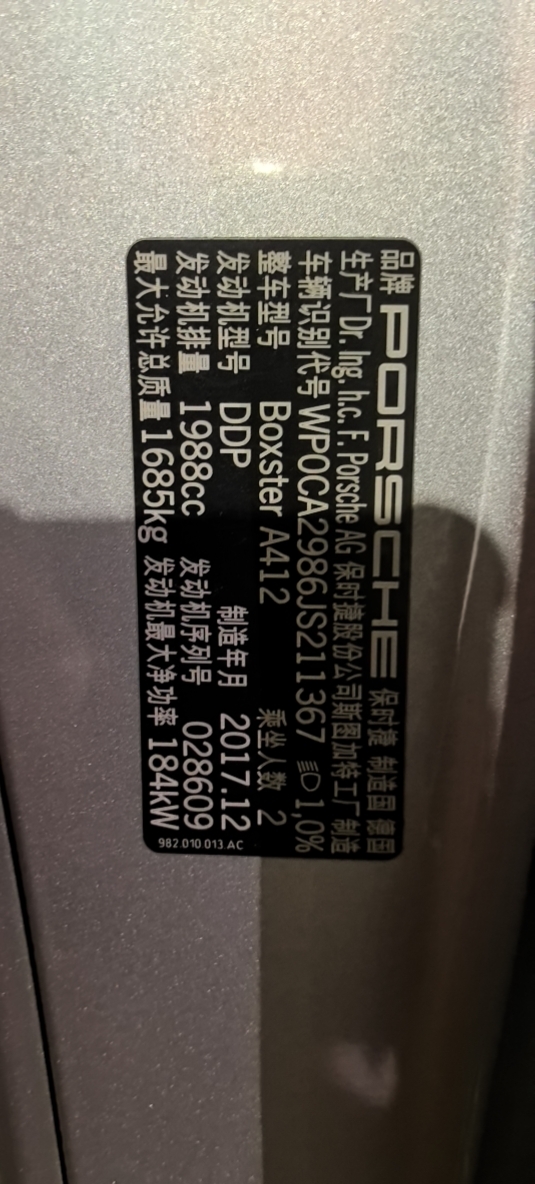 品牌 PORSCHE 保时捷 制造国 德国
生产厂 Dr. Ing. h.c. F. Porsche AG 保时捷股份公司斯图加特工厂制造
车辆识别代号 WP0CA2986JS211367 1,0%
整车型号 Boxster A412 乘坐人数 2
发动机型号 DDP 制造年月 2017.12
发动机排量 1988cc 发动机序列号 028609
最大允许总质量 1685kg 发动机最大净功率 184kW
982.010.013.AC